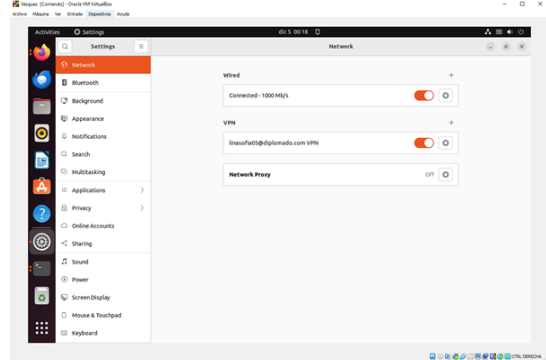 Vasquez [Corriendo] - Oracle VM VirtualBox
Archivo Máquina Ver Entrada Dispositivos Ayuda
Activities Settings dic 5 00:18
Settings Network
Network
Bluetooth
Background
Appearance
Notifications
Search
Multitasking
Applications
Privacy
Online Accounts
Sharing
Sound
Power
Screen Display
Mouse & Touchpad
Keyboard
Wired
Connected - 1000 Mb/s
VPN
linasofia05@diplomado.com VPN
Network Proxy Off
CTRL DERECHA